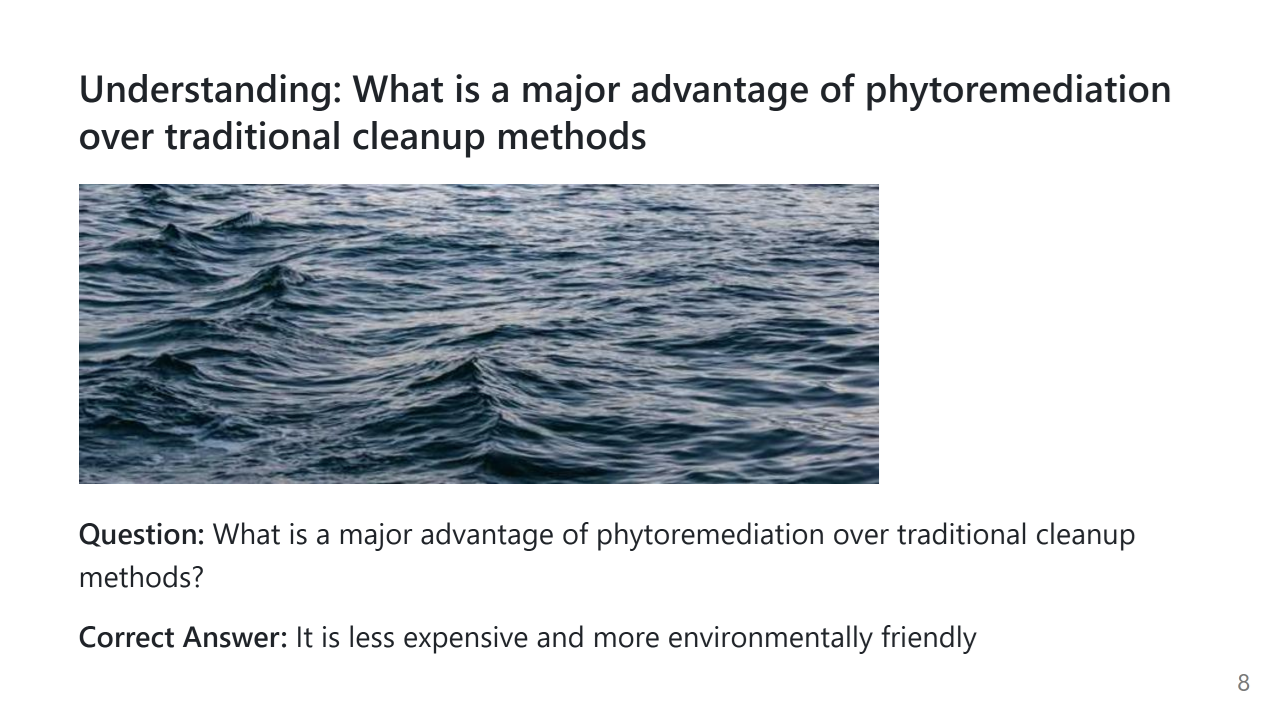 Understanding: What is a major advantage of phytoremediation
over traditional cleanup methods
Question: What is a major advantage of phytoremediation over traditional cleanup
methods?
Correct Answer: It is less expensive and more environmentally friendly
8